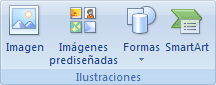 Imagen
Imágenes prediseñadas
Formas
SmartArt
Ilustraciones